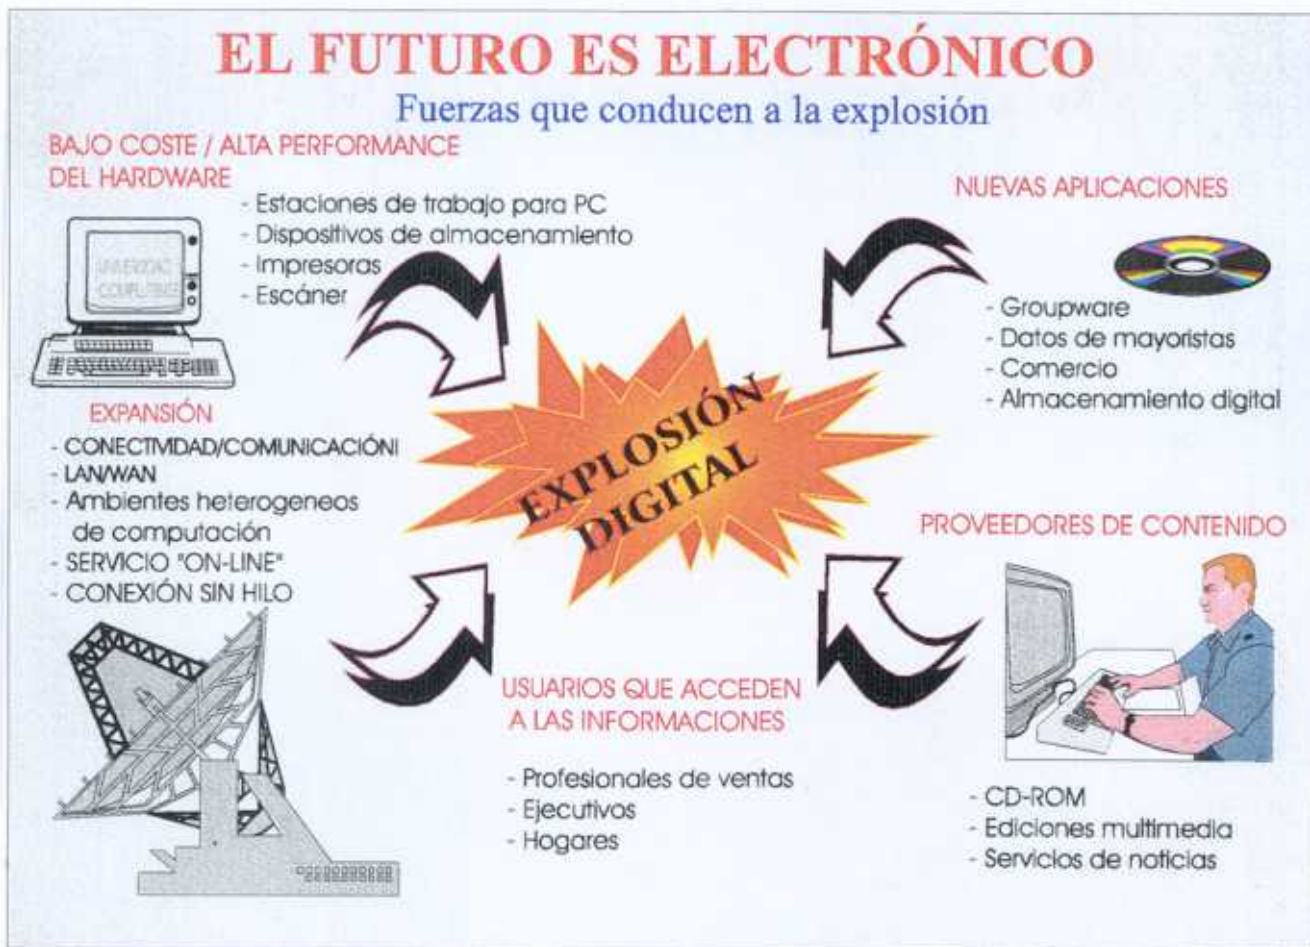 EL FUTURO ES ELECTRÓNICO
Fuerzas que conducen a la explosión
BAJO COSTE / ALTA PERFORMANCE
DEL HARDWARE
- Estaciones de trabajo para PC
- Dispositivos de almacenamiento
- Impresoras
- Escáner
NUEVAS APLICACIONES
- Groupware
- Datos de mayoristas
- Comercio
- Almacenamiento digital
EXPLOSIÓN
DIGITAL
EXPANSIÓN
- CONECTIVIDAD/COMUNICACIÓNI
- LAN/WAN
- Ambientes heterogeneos
de computación
- SERVICIO "ON-LINE"
- CONEXIÓN SIN HILO
PROVEEDORES DE CONTENIDO
- CD-ROM
- Ediciones multimedia
- Servicios de noticias
USUARIOS QUE ACCEDEN
A LAS INFORMACIONES
- Profesionales de ventas
- Ejecutivos
- Hogares